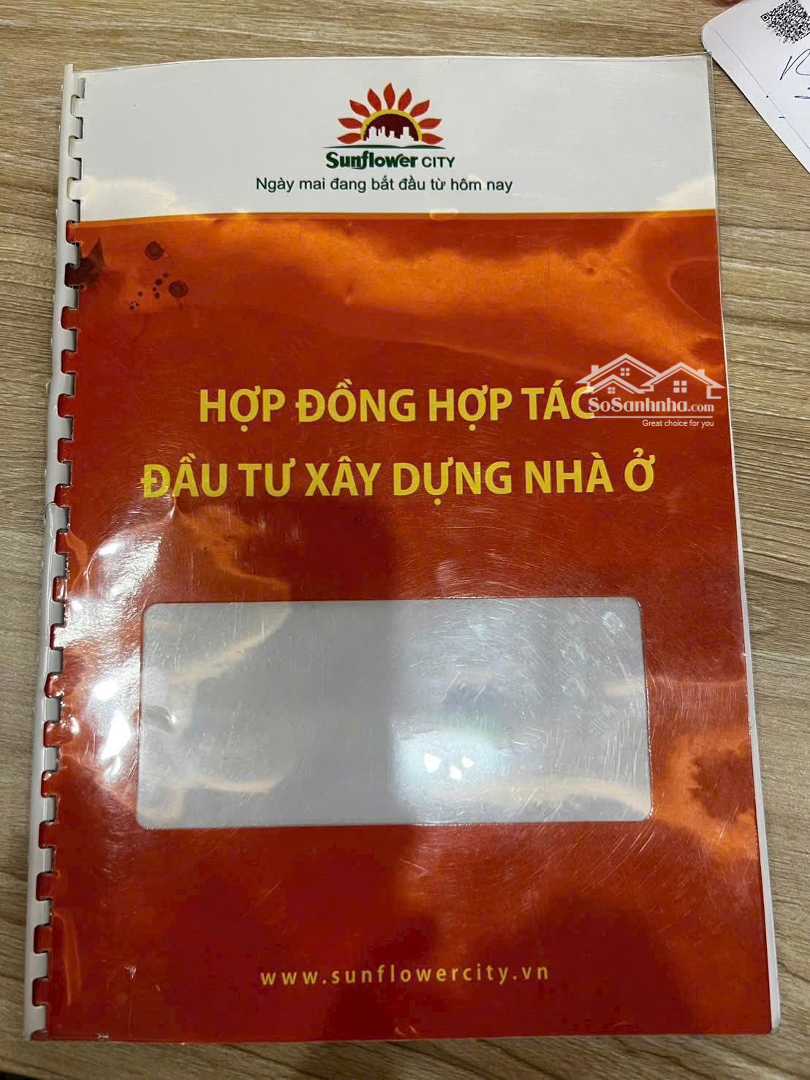 Sunflower CITY
Ngày mai đang bắt đầu từ hôm nay
HỢP ĐỒNG HỢP TÁC
SoSanhnha.com
Great choice for you
ĐẦU TƯ XÂY DỰNG NHÀ Ở
www.sunflowercity.vn